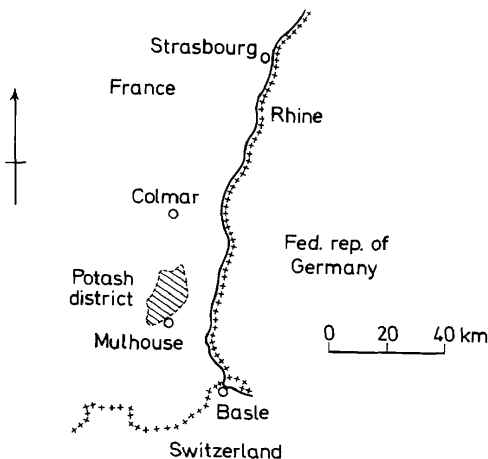 Strasbourg
France
Rhine
Colmar
Fed. rep. of
Germany
Potash
district
0 20 40 km
Mulhouse
Basle
Switzerland